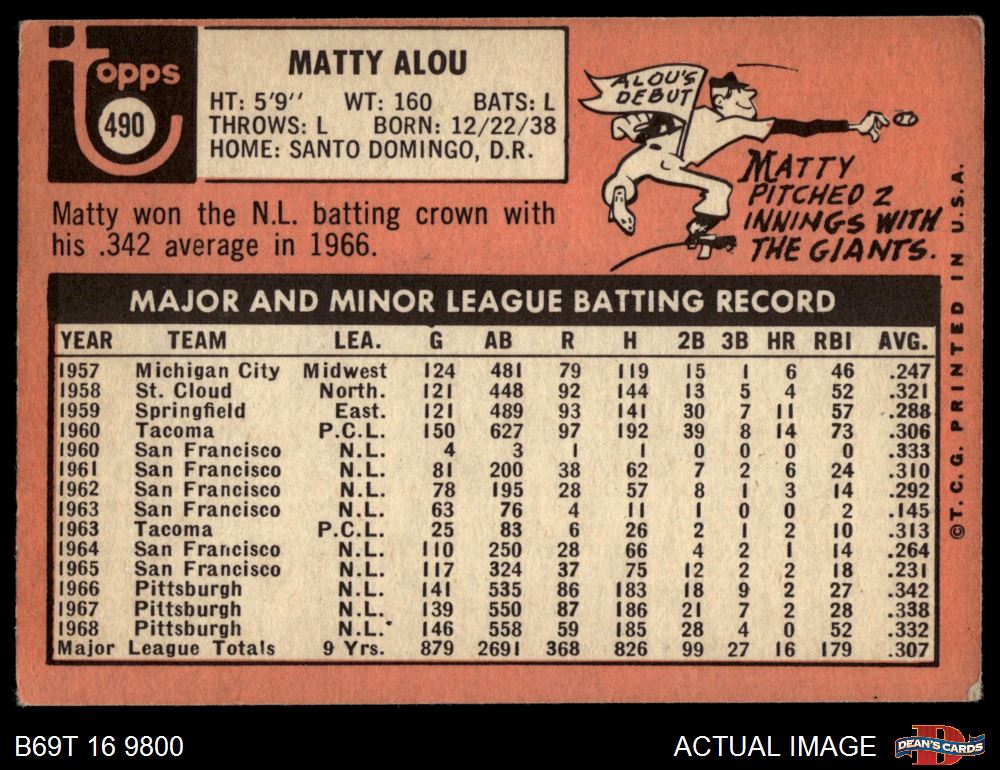 Topps
490
MATTY ALOU
HT: 5'9'' WT: 160 BATS: L
THROWS: L BORN: 12/22/38
HOME: SANTO DOMINGO, D.R.
Matty won the N.L. batting crown with
his .342 average in 1966.
ALOU'S
DEBUT
MATTY
PITCHED 2
INNINGS WITH
THE GIANTS.
MAJOR AND MINOR LEAGUE BATTING RECORD
YEAR TEAM LEA. G AB R H 2B 3B HR RBI AVG.
1957 Michigan City Midwest 124 481 79 119 15 1 6 46 .247
1958 St. Cloud North. 121 448 92 144 13 5 4 52 .321
1959 Springfield East. 121 489 93 141 30 7 11 57 .288
1960 Tacoma P.C.L. 150 627 97 192 39 8 14 73 .306
1960 San Francisco N.L. 4 3 1 1 0 0 0 0 .333
1961 San Francisco N.L. 81 200 38 62 7 2 6 24 .310
1962 San Francisco N.L. 78 195 28 57 8 1 3 14 .292
1963 San Francisco N.L. 63 76 4 11 1 0 0 2 .145
1963 Tacoma P.C.L. 25 83 6 26 2 1 2 10 .313
1964 San Francisco N.L. 110 250 28 66 4 2 1 14 .264
1965 San Francisco N.L. 117 324 37 75 12 2 2 18 .231
1966 Pittsburgh N.L. 141 535 86 183 18 9 2 27 .342
1967 Pittsburgh N.L. 139 550 87 186 21 7 2 28 .338
1968 Pittsburgh N.L. 146 558 59 185 28 4 0 52 .332
Major League Totals 9 Yrs. 879 2691 368 826 99 27 16 179 .307
©T.C.G. PRINTED IN U.S.A.
B69T 16 9800
ACTUAL IMAGE
DEAN'S CARDS